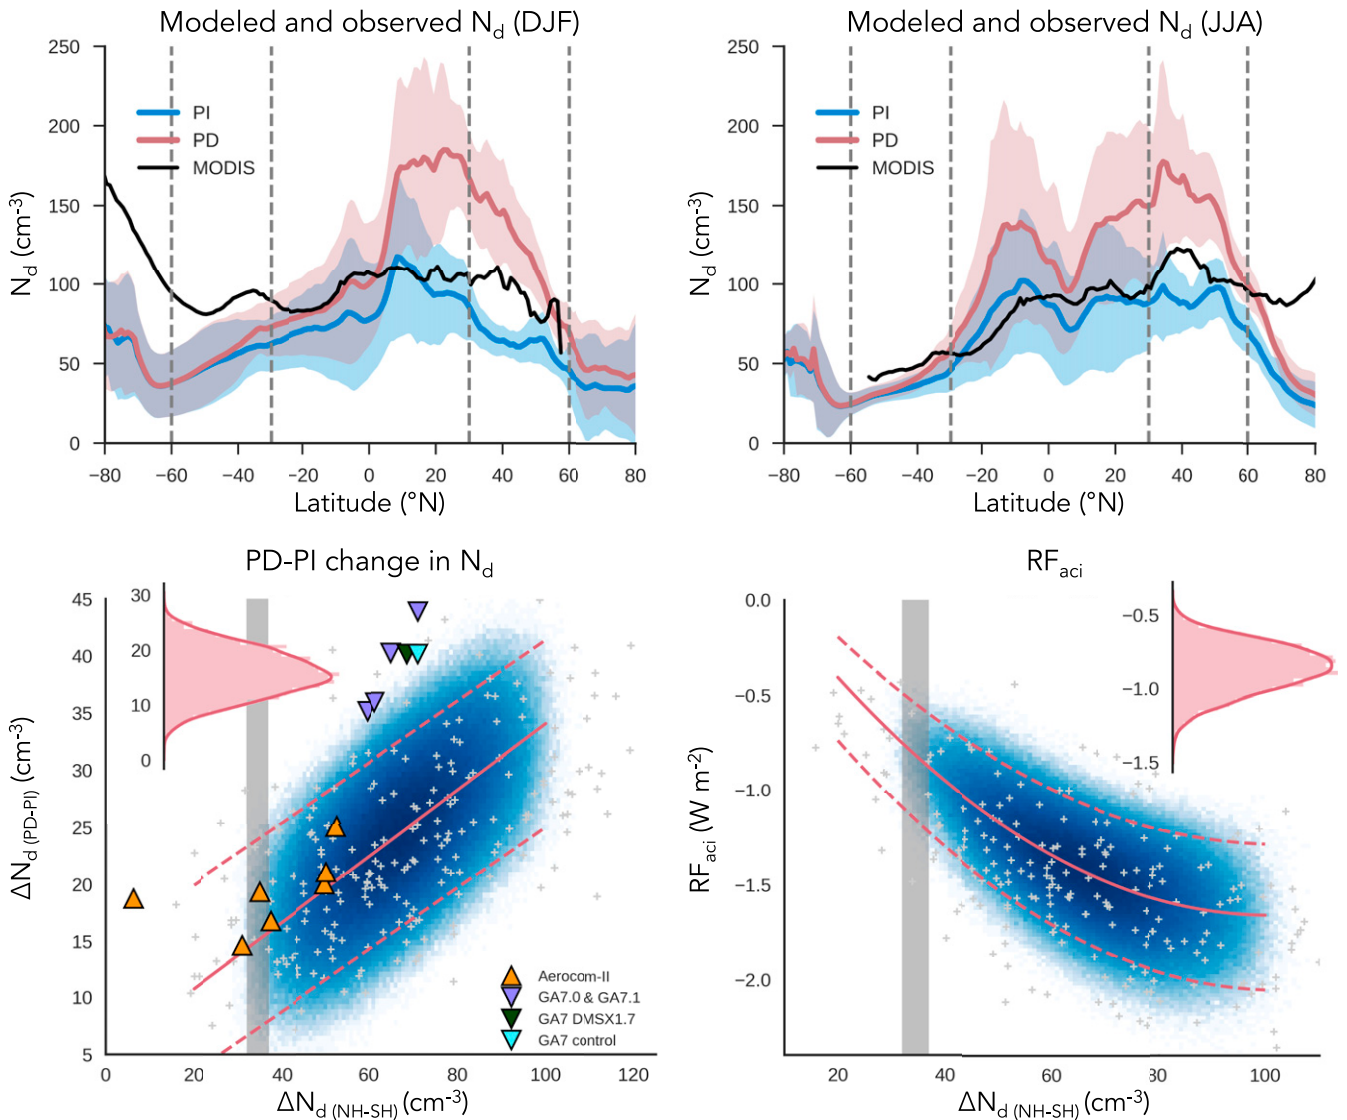 Modeled and observed Nd (DJF)
250
200
150
100
50
0
PI
PD
MODIS
Nd (cm-3)
−80 −60 −40 −20 0 20 40 60 80
Latitude (°N)
Modeled and observed Nd (JJA)
250
200
150
100
50
0
PI
PD
MODIS
Nd (cm-3)
−80 −60 −40 −20 0 20 40 60 80
Latitude (°N)
PD-PI change in Nd
45
40
35
30
25
20
15
10
5
30
20
10
0
ΔNd (PD-PI) (cm-3)
Aerocom-II
GA7.0 & GA7.1
GA7 DMSX1.7
GA7 control
0 20 40 60 80 100 120
ΔNd (NH-SH) (cm-3)
RFaci
0.0
−0.5
−1.0
−1.5
−2.0
−0.5
−1.0
−1.5
RFaci (W m-2)
20 40 60 30 100
ΔNd (NH-SH) (cm-3)